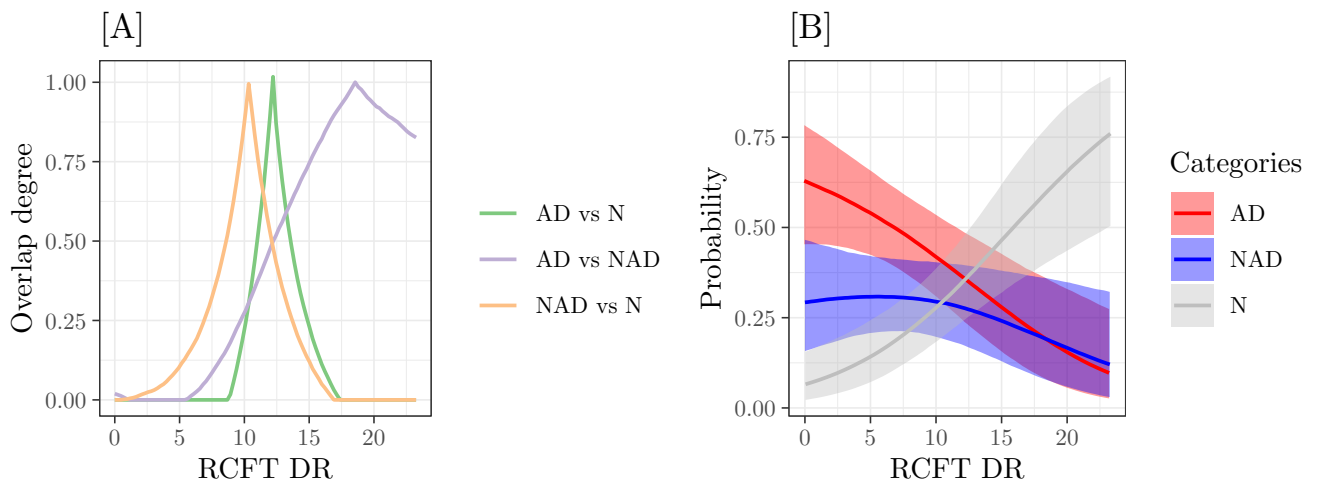 [A]
1.00
0.75
0.50
0.25
0.00
Overlap degree
0 5 10 15 20
RCFT DR
AD vs N
AD vs NAD
NAD vs N
[B]
0.75
0.50
0.25
0.00
Probability
0 5 10 15 20
RCFT DR
Categories
AD
NAD
N